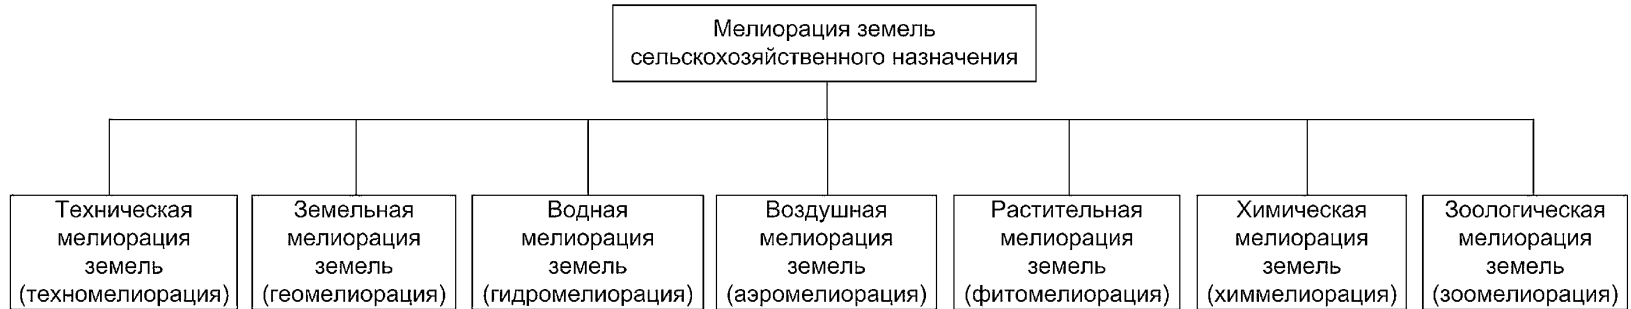 Мелиорация земель
сельскохозяйственного назначения
Техническая
мелиорация
земель
(техномелиорация)
Земельная
мелиорация
земель
(геомелиорация)
Водная
мелиорация
земель
(гидромелиорация)
Воздушная
мелиорация
земель
(аэромелиорация)
Растительная
мелиорация
земель
(фитомелиорация)
Химическая
мелиорация
земель
(химмелиорация)
Зоологическая
мелиорация
земель
(зоомелиорация)